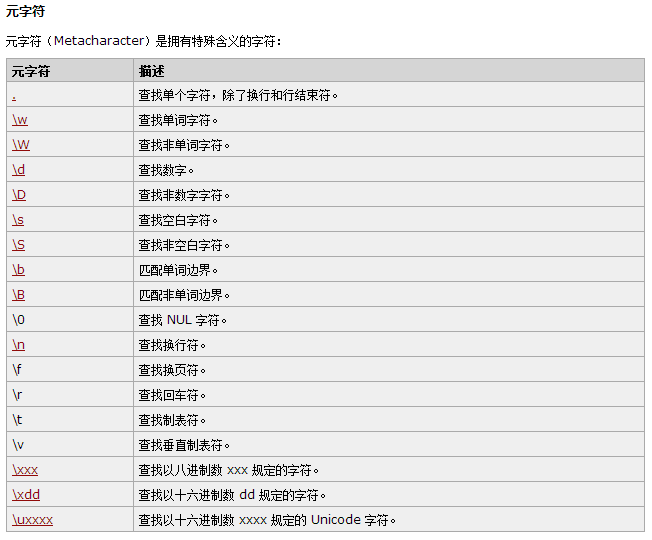 元字符
元字符（Metacharacter）是拥有特殊含义的字符：
元字符 描述
. 查找单个字符，除了换行和行结束符。
\w 查找单词字符。
\W 查找非单词字符。
\d 查找数字。
\D 查找非数字字符。
\s 查找空白字符。
\S 查找非空白字符。
\b 匹配单词边界。
\B 匹配非单词边界。
\0 查找 NUL 字符。
\n 查找换行符。
\f 查找换页符。
\r 查找回车符。
\t 查找制表符。
\v 查找垂直制表符。
\xxx 查找以八进制数 xxx 规定的字符。
\xdd 查找以十六进制数 dd 规定的字符。
\uxxxx 查找以十六进制数 xxxx 规定的 Unicode 字符。